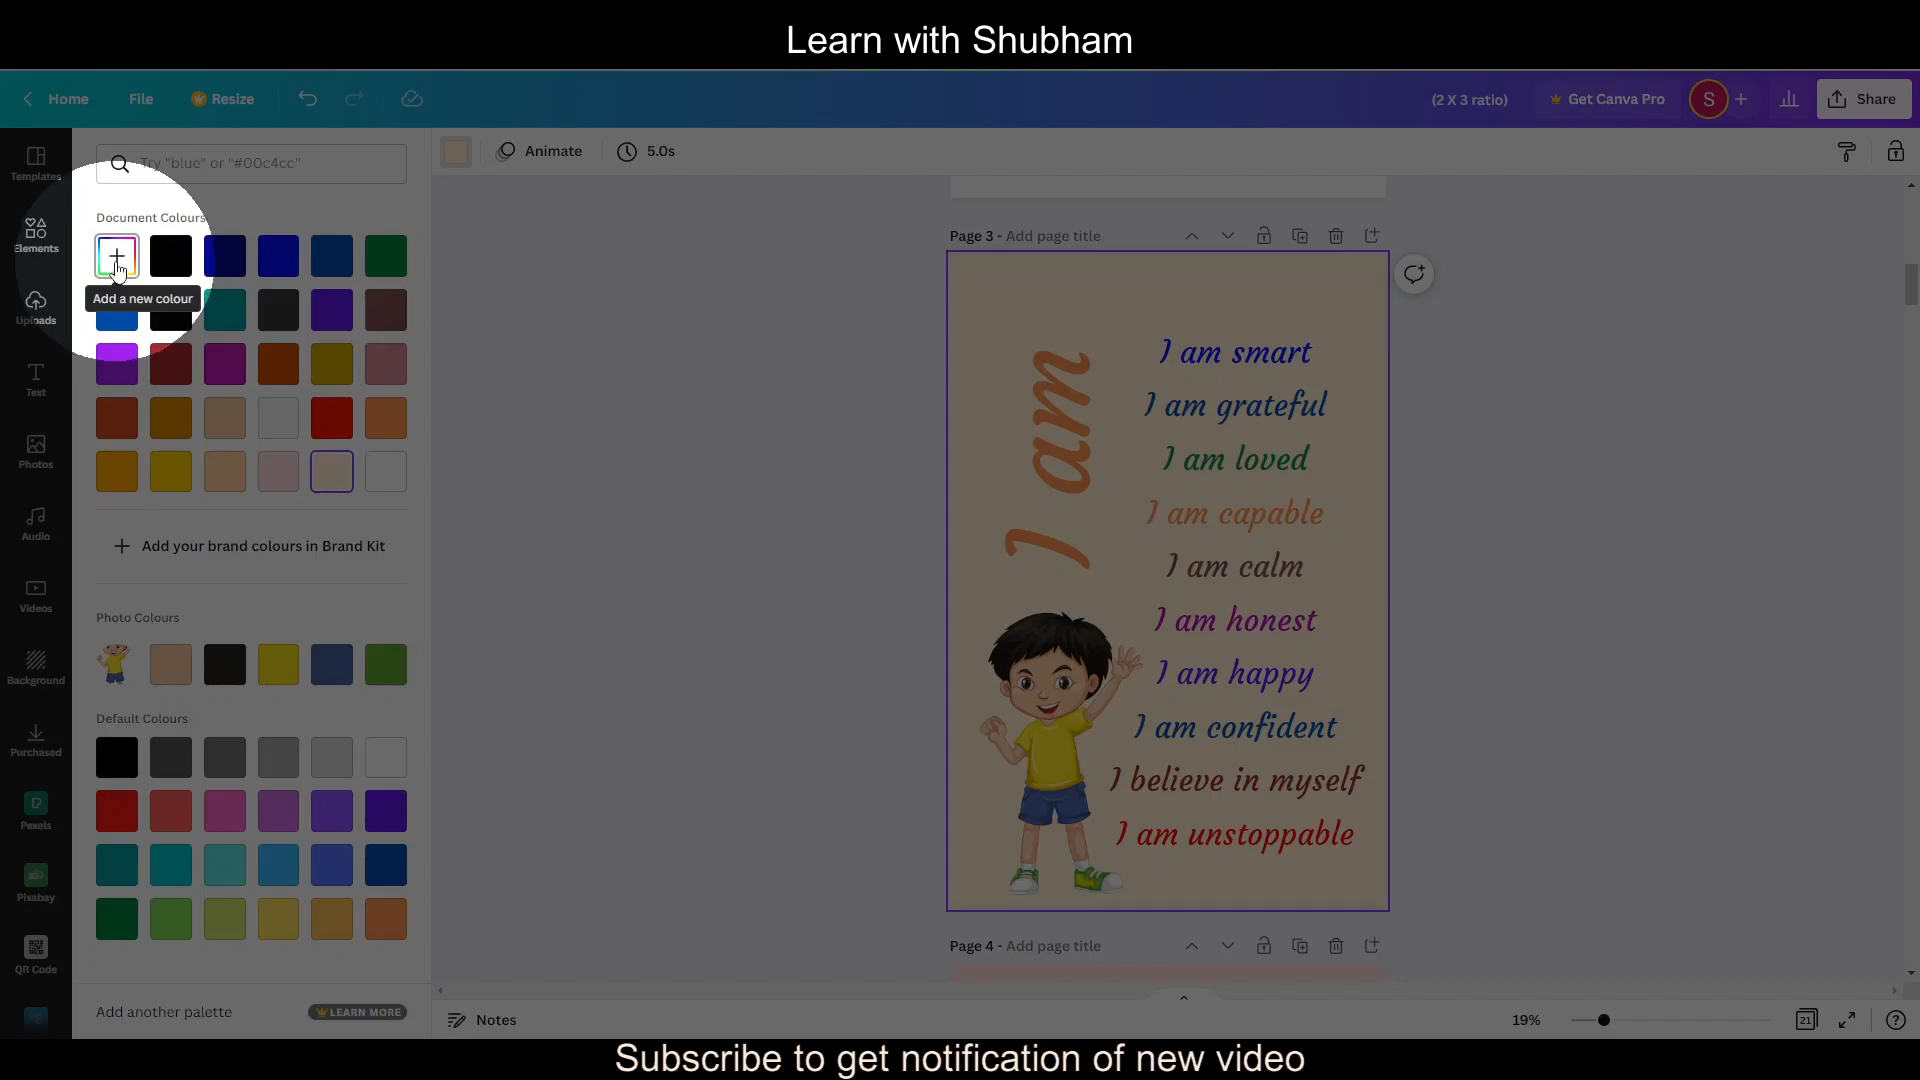 Learn with Shubham
Home
File
Resize
(2 X 3 ratio)
Get Canva Pro
S
Share
Templates
Elements
Uploads
Text
Photos
Audio
Videos
Background
Purchased
Pexels
Pixabay
QR Code
Try "blue" or "#00c4cc"
Document Colours
Add a new colour
Add your brand colours in Brand Kit
Photo Colours
Default Colours
Add another palette
LEARN MORE
Animate
5.0s
Page 3 - Add page title
I am
I am smart
I am grateful
I am loved
I am capable
I am calm
I am honest
I am happy
I am confident
I believe in myself
I am unstoppable
Page 4 - Add page title
Notes
19%
21
Subscribe to get notification of new video